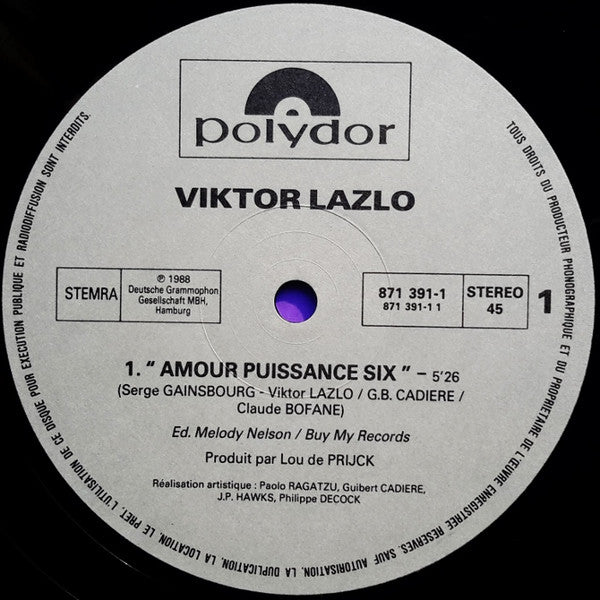 polydor
VIKTOR LAZLO
STEMRA
℗ 1988
Deutsche Grammophon
Gesellschaft MBH,
Hamburg
871 391-1
871 391-1 1
STEREO
45
1
1. “ AMOUR PUISSANCE SIX ” – 5'26
(Serge GAINSBOURG - Viktor LAZLO / G.B. CADIERE /
Claude BOFANE)
Ed. Melody Nelson / Buy My Records
Produit par Lou de PRIJCK
Réalisation artistique : Paolo RAGATZU, Guibert CADIERE,
J.P. HAWKS, Philippe DECOCK
TOUS DROITS DU PRODUCTEUR PHONOGRAPHIQUE ET DU PROPRIETAIRE DE L'ŒUVRE ENREGISTREE RESERVES. SAUF AUTORISATION, LA DUPLICATION, LA LOCATION, LE PRET, L'UTILISATION DE CE DISQUE POUR EXECUTION PUBLIQUE ET RADIODIFFUSION SONT INTERDITS.